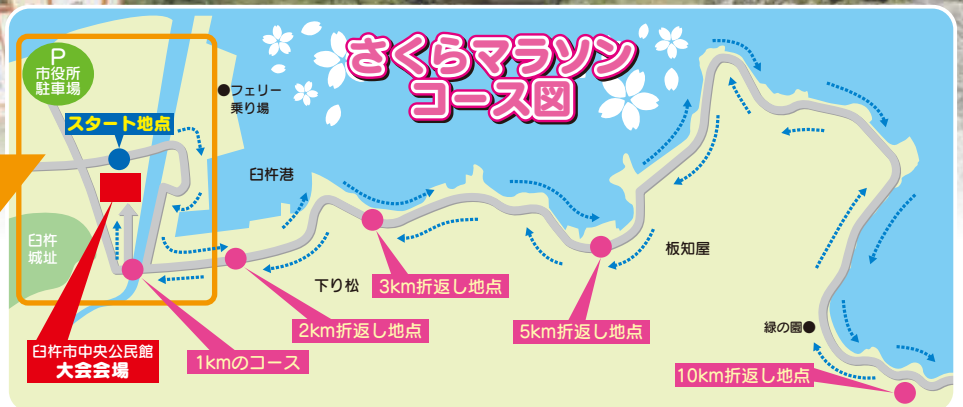 さくらマラソン
コース図
P
市役所
駐車場
フェリー
乗り場
スタート地点
臼杵港
臼杵
城址
下り松
板知屋
緑の園
3km折返し地点
2km折返し地点
5km折返し地点
1kmのコース
10km折返し地点
臼杵市中央公民館
大会会場